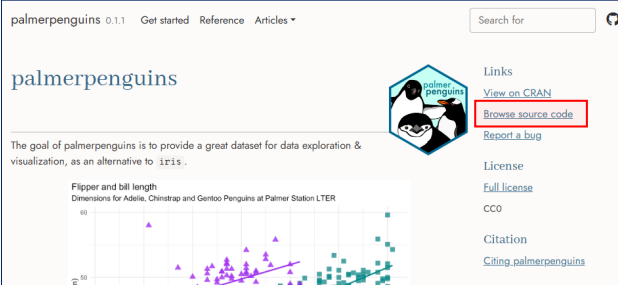 palmerpenguins 0.1.1 Get started Reference Articles Search for
palmerpenguins
palmer
penguins
The goal of palmerpenguins is to provide a great dataset for data exploration &
visualization, as an alternative to iris.
Flipper and bill length
Dimensions for Adelie, Chinstrap and Gentoo Penguins at Palmer Station LTER
60
50
Links
View on CRAN
Browse source code
Report a bug
License
Full license
CC0
Citation
Citing palmerpenguins